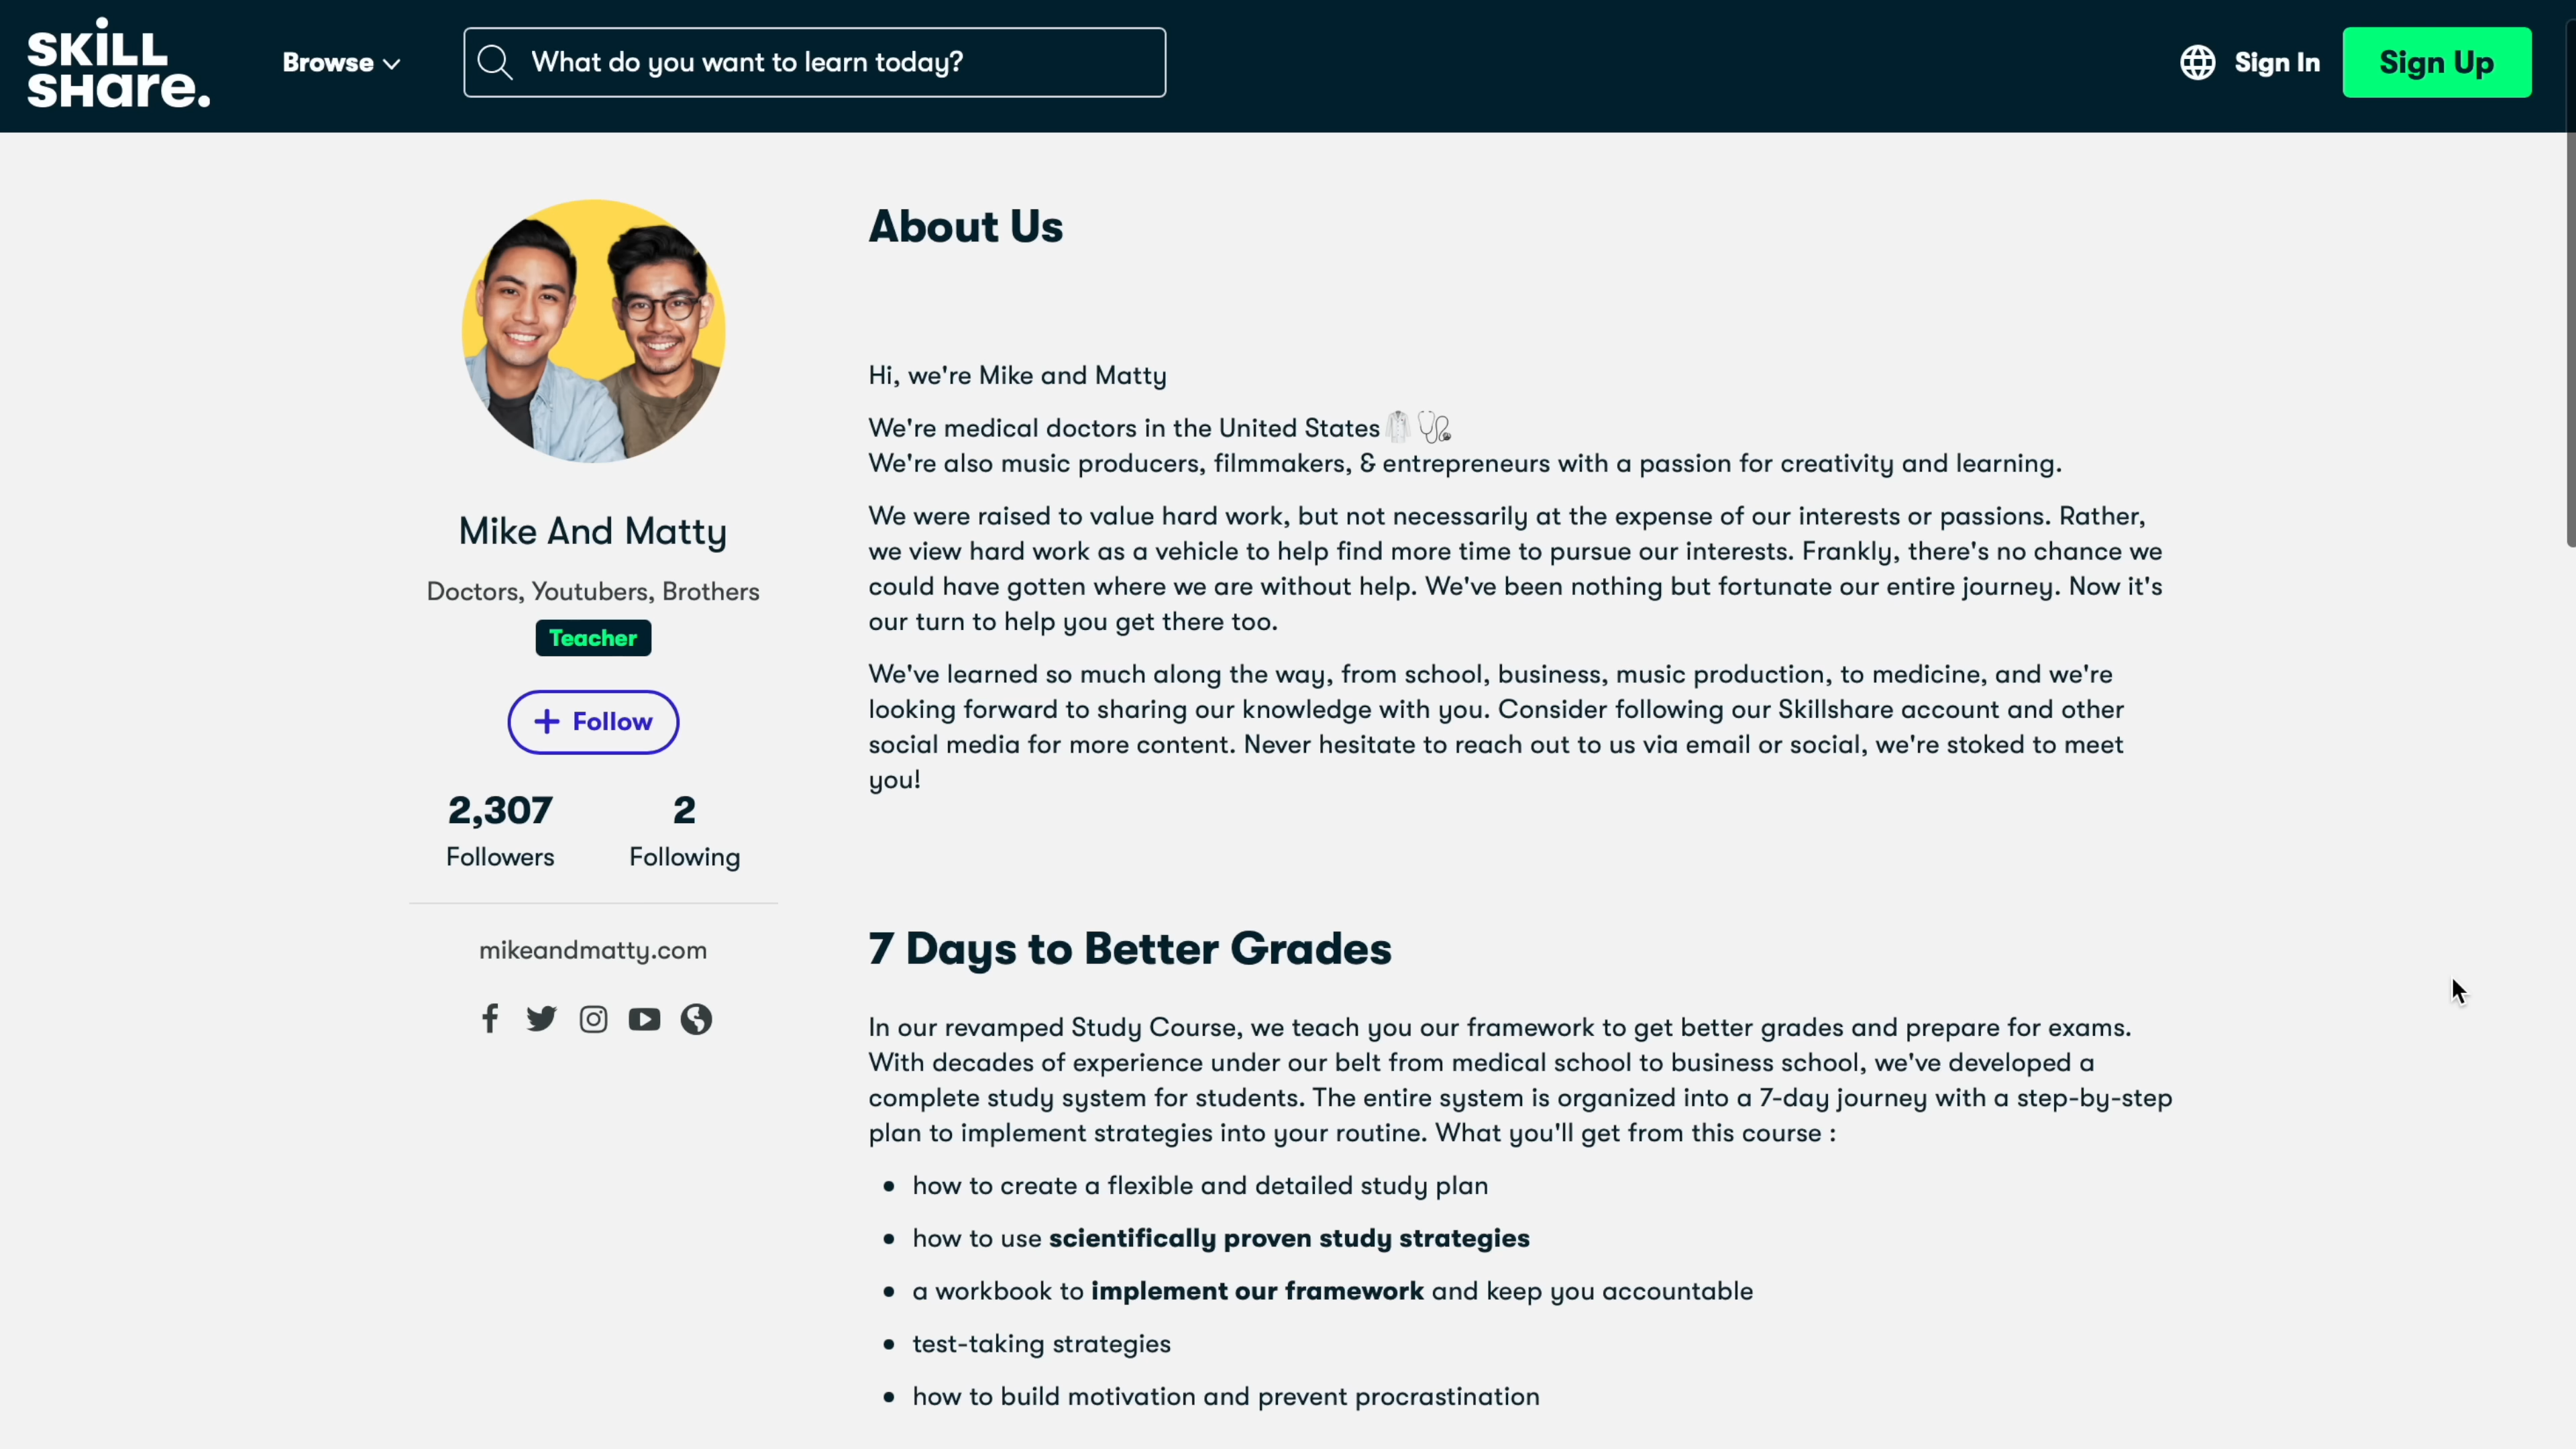 SKiLL
SHare.
Browse
What do you want to learn today?
Sign In
Sign Up
Mike And Matty
Doctors, Youtubers, Brothers
Teacher
+ Follow
2,307
Followers
2
Following
mikeandmatty.com
About Us
Hi, we're Mike and Matty
We're medical doctors in the United States🥼🩺
We're also music producers, filmmakers, & entrepreneurs with a passion for creativity and learning.
We were raised to value hard work, but not necessarily at the expense of our interests or passions. Rather,
we view hard work as a vehicle to help find more time to pursue our interests. Frankly, there's no chance we
could have gotten where we are without help. We've been nothing but fortunate our entire journey. Now it's
our turn to help you get there too.
We've learned so much along the way, from school, business, music production, to medicine, and we're
looking forward to sharing our knowledge with you. Consider following our Skillshare account and other
social media for more content. Never hesitate to reach out to us via email or social, we're stoked to meet
you!
7 Days to Better Grades
In our revamped Study Course, we teach you our framework to get better grades and prepare for exams.
With decades of experience under our belt from medical school to business school, we've developed a
complete study system for students. The entire system is organized into a 7-day journey with a step-by-step
plan to implement strategies into your routine. What you'll get from this course :
• how to create a flexible and detailed study plan
• how to use scientifically proven study strategies
• a workbook to implement our framework and keep you accountable
• test-taking strategies
• how to build motivation and prevent procrastination